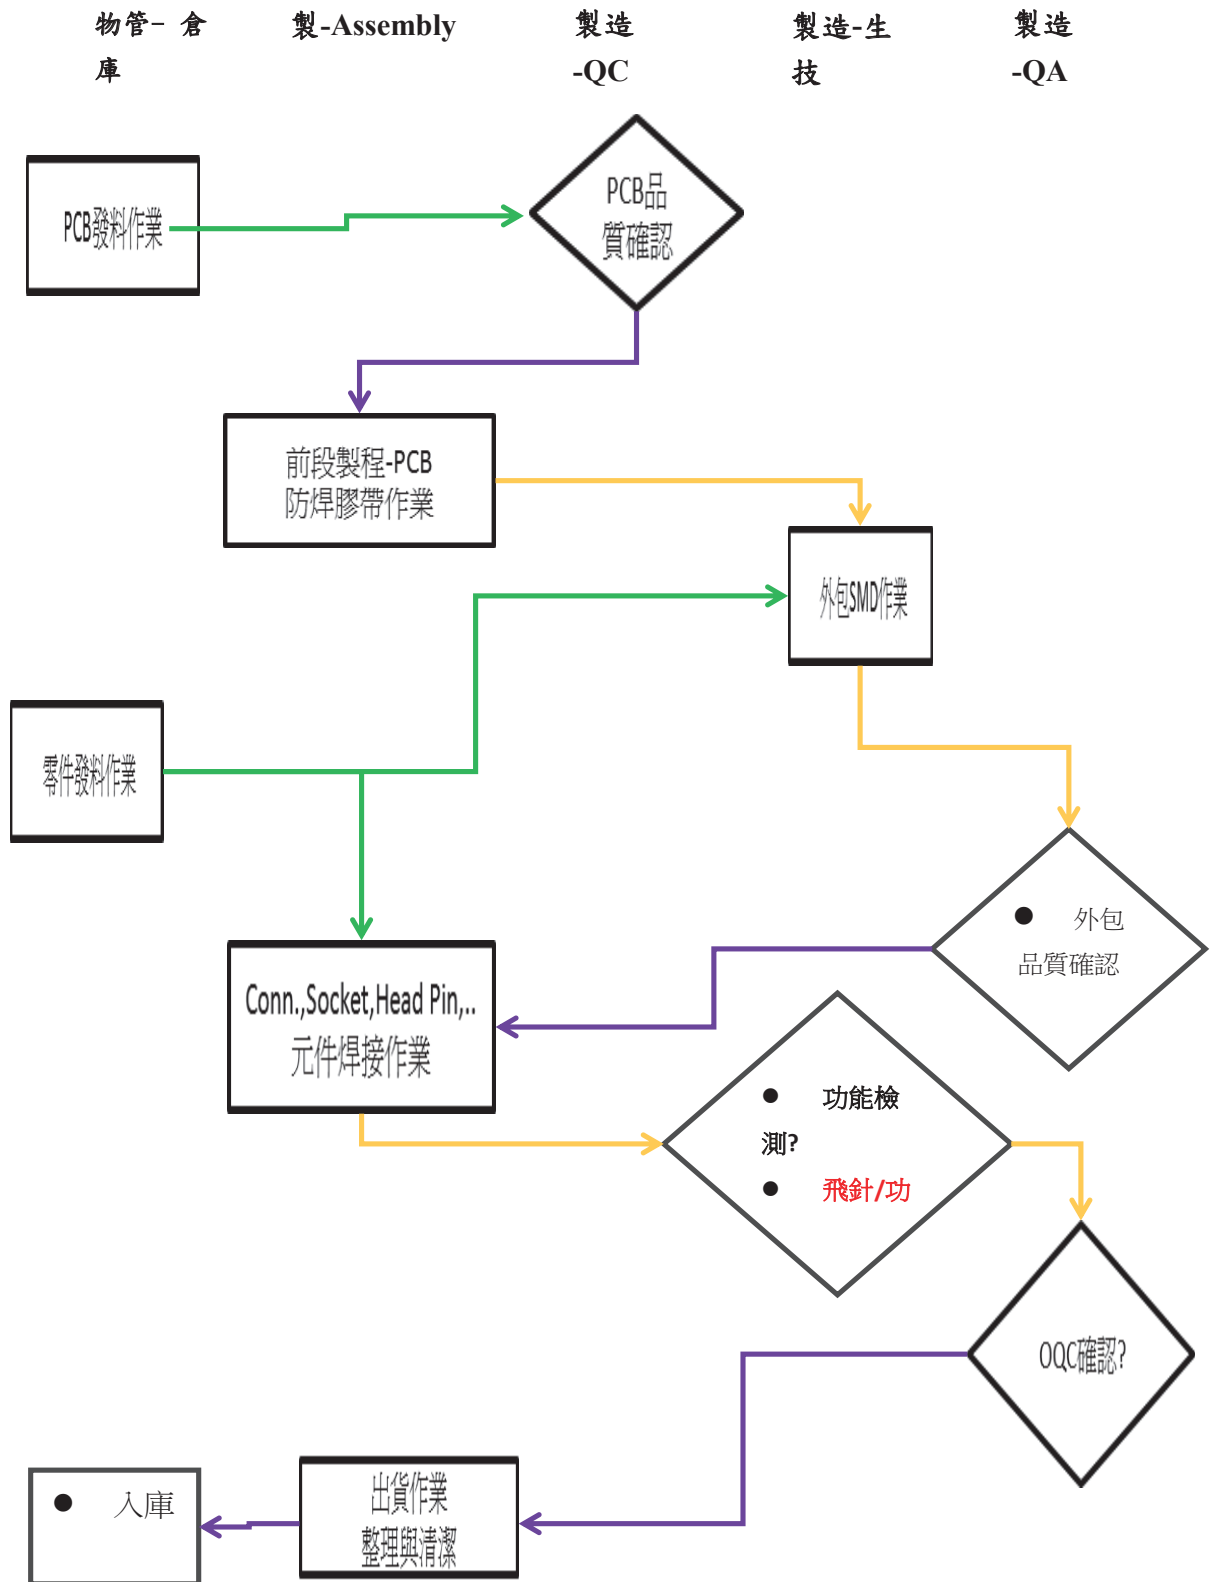 物管- 倉
庫
製-Assembly
製造
-QC
製造-生
技
製造
-QA
PCB發料作業
PCB品
質確認
前段製程-PCB
防焊膠帶作業
外包SMD作業
零件發料作業
● 外包
品質確認
Conn.,Socket,Head Pin,..
元件焊接作業
● 功能檢
測?
● 飛針/功
OQC確認?
出貨作業
整理與清潔
● 入庫